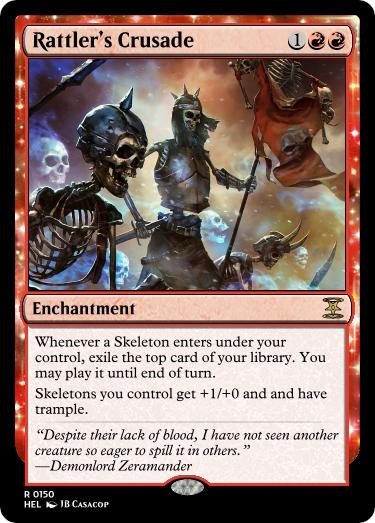 Rattler's Crusade 1
Enchantment
Whenever a Skeleton enters under your
control, exile the top card of your library. You
may play it until end of turn.
Skeletons you control get +1/+0 and and have
trample.
“Despite their lack of blood, I have not seen another
creature so eager to spill it in others.”
—Demonlord Zeramander
R 0150
HEL JB Casacop